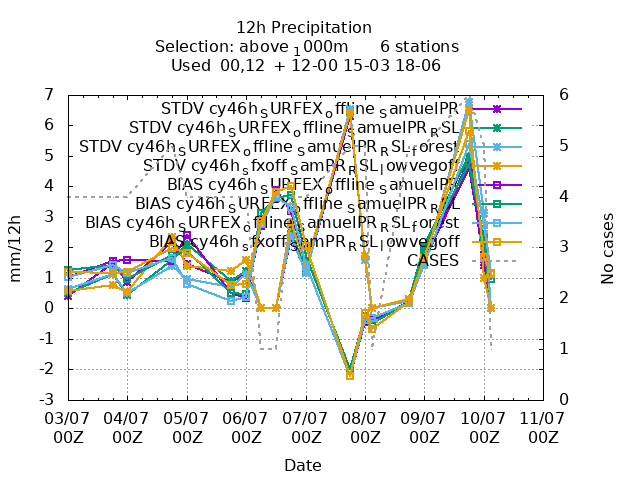 12h Precipitation
Selection: above 1000m 6 stations
Used 00,12 + 12-00 15-03 18-06
7 6
STDV cy46h_SURFEX_offline_SamuelPR
STDV cy46h_SURFEX_offline_SamuelPR_RSL
STDV cy46h_SURFEX_offline_SamuelPR_RSL_forest
STDV cy46h_sfxoff_SamPR_RSL_lowvegoff
BIAS cy46h_SURFEX_offline_SamuelPR
BIAS cy46h_SURFEX_offline_SamuelPR_RSL
BIAS cy46h_SURFEX_offline_SamuelPR_RSL_forest
BIAS cy46h_sfxoff_SamPR_RSL_lowvegoff
CASES
6 5
5
4 4
3
2 3
1 2
0
-1 1
-2
-3 0
mm/12h
No cases
03/07 04/07 05/07 06/07 07/07 08/07 09/07 10/07 11/07
00Z 00Z 00Z 00Z 00Z 00Z 00Z 00Z 00Z
Date